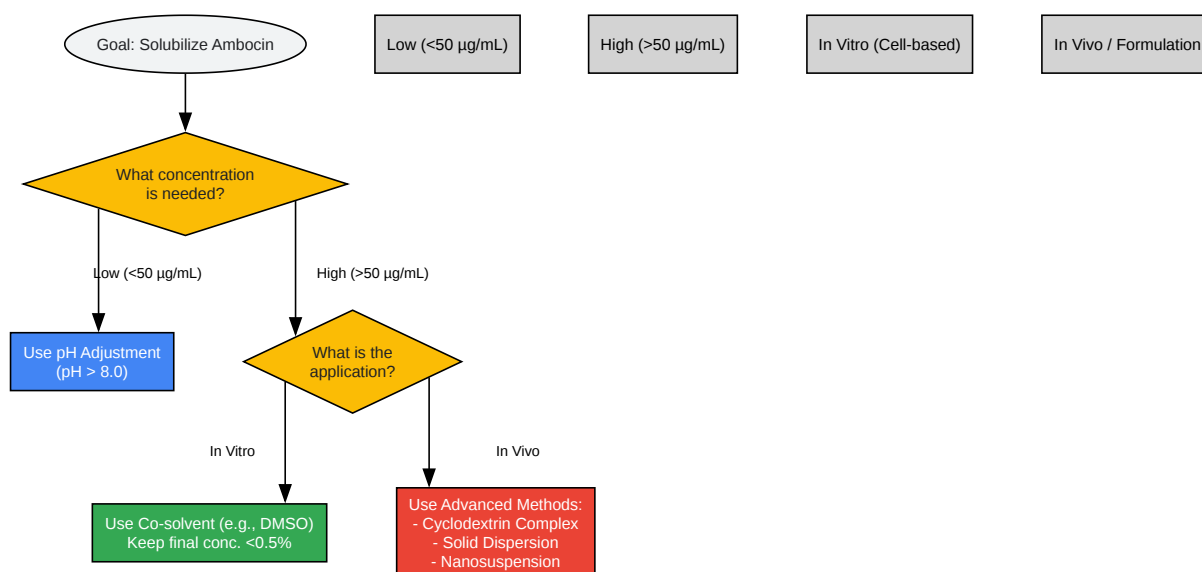 Goal: Solubilize Ambocin
Low (<50 µg/mL)
High (>50 µg/mL)
In Vitro (Cell-based)
In Vivo / Formulation
What concentration
is needed?
Low (<50 µg/mL)
High (>50 µg/mL)
Use pH Adjustment
(pH > 8.0)
What is the
application?
In Vitro
In Vivo
Use Co-solvent (e.g., DMSO)
Keep final conc. <0.5%
Use Advanced Methods:
- Cyclodextrin Complex
- Solid Dispersion
- Nanosuspension